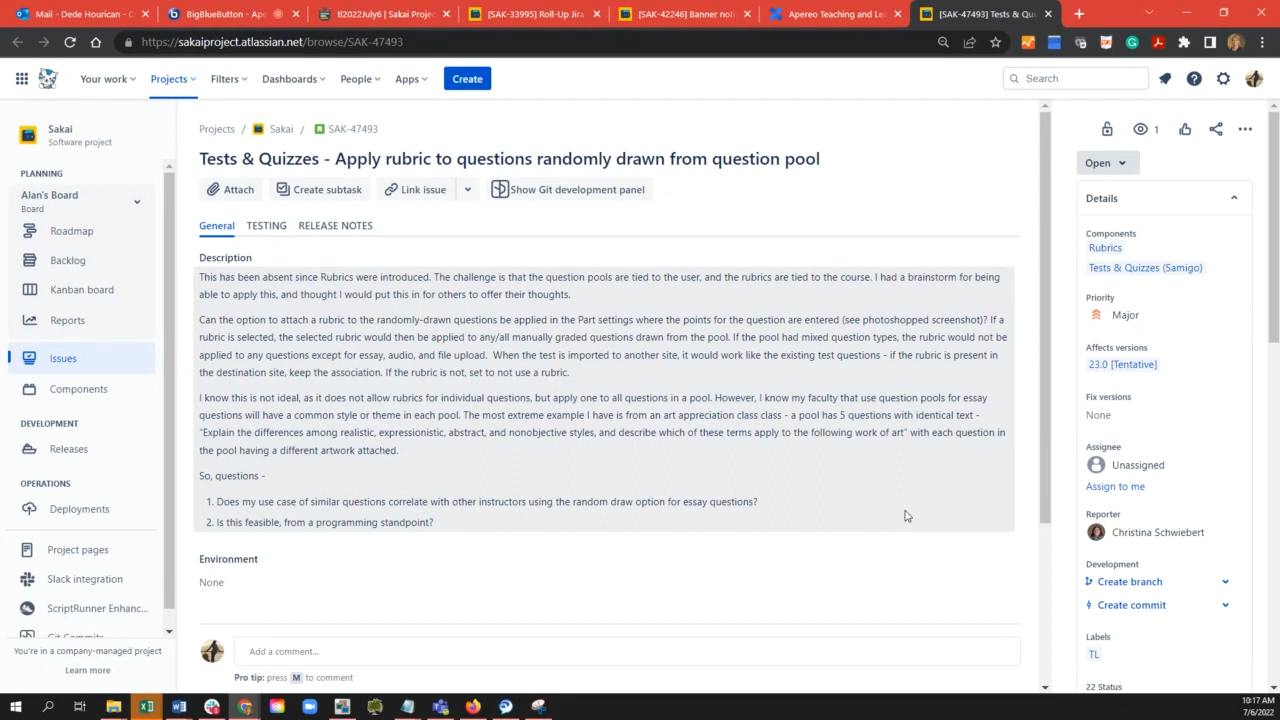 Mail - Dede Hourican - C
BigBlueButton - Ape
tl2022July6 | Sakai Proje
[SAK-33995] Roll-Up Jira
[SAK-42246] Banner not
Apereo Teaching and Le
[SAK-47493] Tests & Qui
https://sakaiproject.atlassian.net/browse/SAK-47493
Your work
Projects
Filters
Dashboards
People
Apps
Create
Search
Sakai
Software project
PLANNING
Alan's Board
Board
Roadmap
Backlog
Kanban board
Reports
Issues
Components
DEVELOPMENT
Releases
OPERATIONS
Deployments
Project pages
Slack integration
ScriptRunner Enhanc...
Git Commits
You're in a company-managed project
Learn more
Projects / Sakai / SAK-47493
Tests & Quizzes - Apply rubric to questions randomly drawn from question pool
Attach
Create subtask
Link issue
Show Git development panel
General
TESTING
RELEASE NOTES
Description
This has been absent since Rubrics were introduced. The challenge is that the question pools are tied to the user, and the rubrics are tied to the course. I had a brainstorm for being
able to apply this, and thought I would put this in for others to offer their thoughts.
Can the option to attach a rubric to the randomly-drawn questions be applied in the Part settings where the points for the question are entered (see photoshopped screenshot)? If a
rubric is selected, the selected rubric would then be applied to any/all manually graded questions drawn from the pool. If the pool had mixed question types, the rubric would not be
applied to any questions except for essay, audio, and file upload.  When the test is imported to another site, it would work like the existing test questions - if the rubric is present in
the destination site, keep the association. If the rubric is not, set to not use a rubric.
I know this is not ideal, as it does not allow rubrics for individual questions, but apply one to all questions in a pool. However, I know my faculty that use question pools for essay
questions will have a common style or theme in each pool. The most extreme example I have is from an art appreciation class class - a pool has 5 questions with identical text -
"Explain the differences among realistic, expressionistic, abstract, and nonobjective styles, and describe which of these terms apply to the following work of art" with each question in
the pool having a different artwork attached.
So, questions -
1. Does my use case of similar questions correlate with other instructors using the random draw option for essay questions?
2. Is this feasible, from a programming standpoint?
Environment
None
Add a comment...
Pro tip: press M to comment
1
Open
Details
Components
Rubrics
Tests & Quizzes (Samigo)
Priority
Major
Affects versions
23.0 [Tentative]
Fix versions
None
Assignee
Unassigned
Assign to me
Reporter
Christina Schwiebert
Development
Create branch
Create commit
Labels
TL
22 Status
10:17 AM
7/6/2022